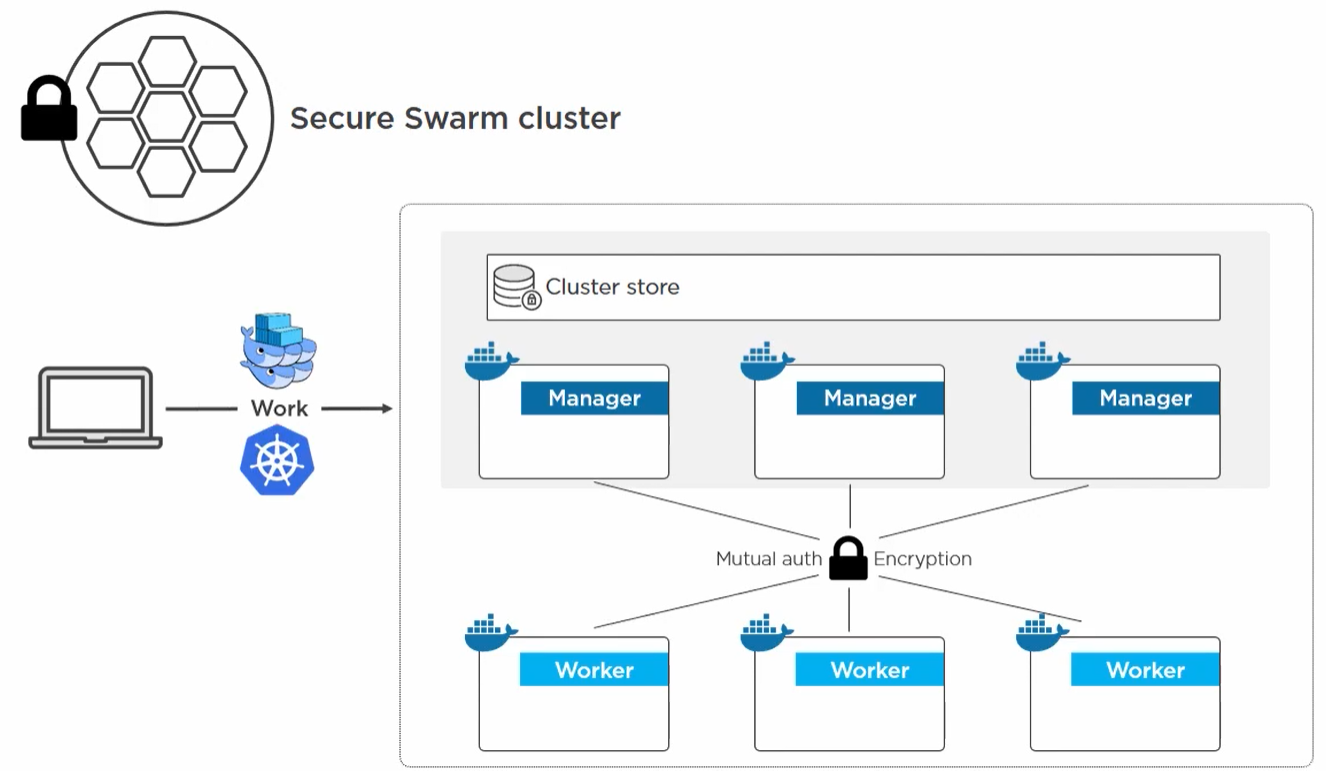 Secure Swarm cluster
Cluster store
Work
Manager
Manager
Manager
Mutual auth
Encryption
Worker
Worker
Worker